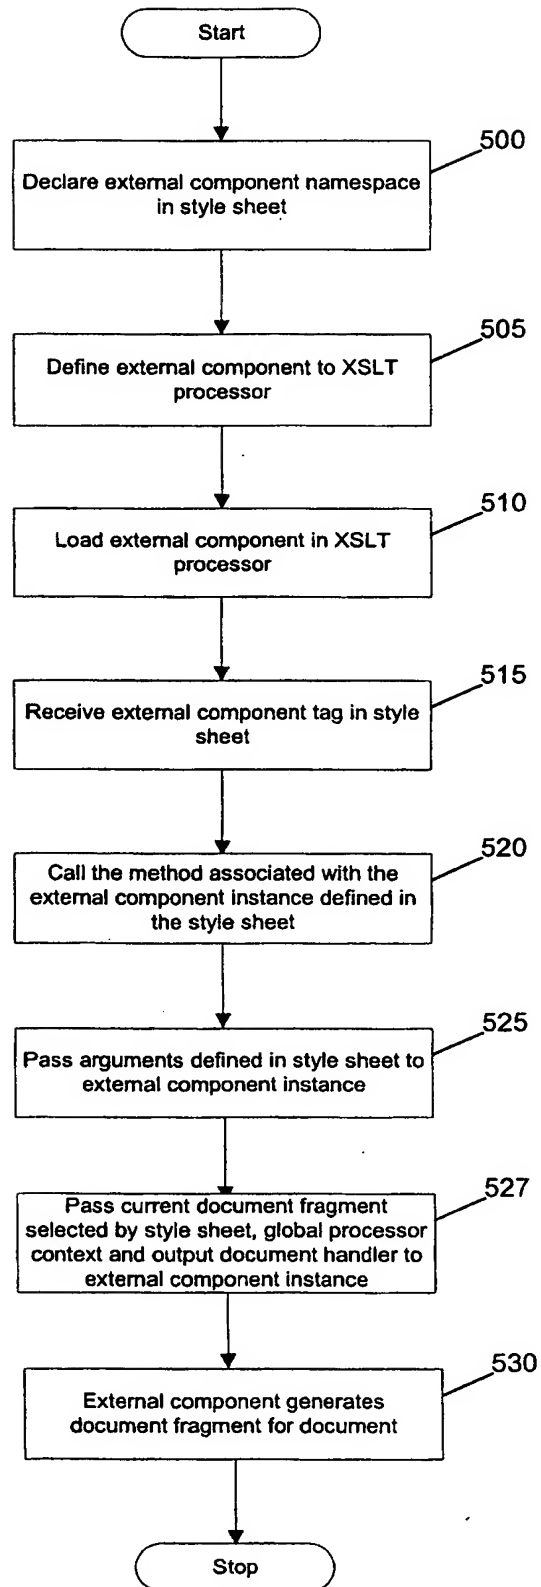 Start
500
Declare external component namespace
in style sheet
505
Define external component to XSLT
processor
510
Load external component in XSLT
processor
515
Receive external component tag in style
sheet
520
Call the method associated with the
external component instance defined in
the style sheet
525
Pass arguments defined in style sheet to
external component instance
527
Pass current document fragment
selected by style sheet, global processor
context and output document handler to
external component instance
530
External component generates
document fragment for document
Stop